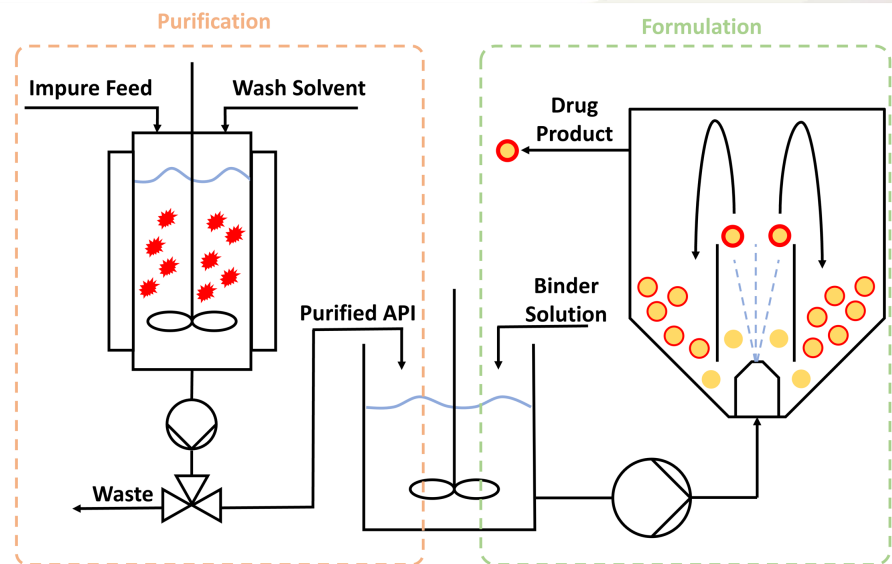 Purification
Formulation
Impure Feed
Wash Solvent
Drug
Product
Purified API
Binder
Solution
Waste